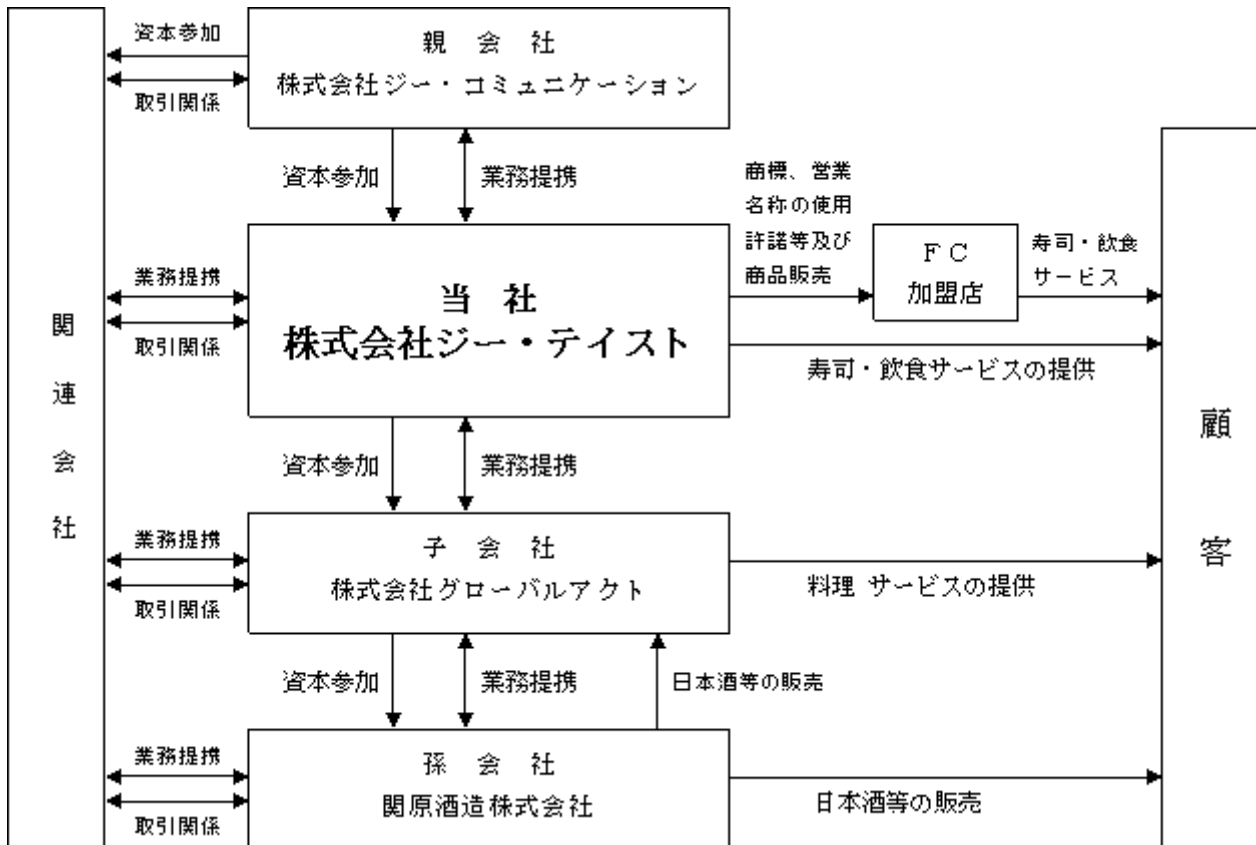 関連会社
資本参加
取引関係
親 会 社
株式会社ジー・コミュニケーション
資本参加
業務提携
業務提携
取引関係
当 社
株式会社ジー・テイスト
商標、営業
名称の使用
許諾等及び
商品販売
ＦＣ
加盟店
寿司・飲食
サービス
寿司・飲食サービスの提供
顧客
資本参加
業務提携
業務提携
取引関係
子 会 社
株式会社グローバルアクト
料理 サービスの提供
資本参加
業務提携
日本酒等の販売
業務提携
取引関係
孫 会 社
関原酒造株式会社
日本酒等の販売